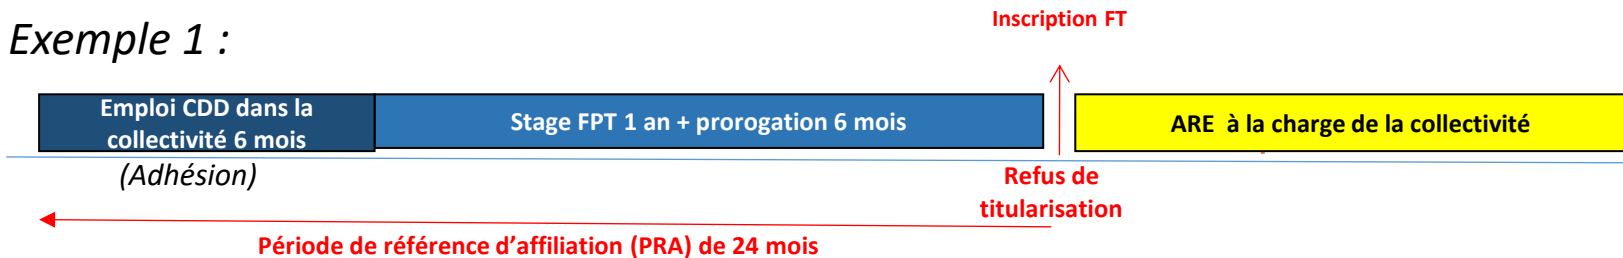 Inscription FT
Exemple 1 :
Emploi CDD dans la
collectivité 6 mois
Stage FPT 1 an + prorogation 6 mois
ARE à la charge de la collectivité
(Adhésion)
Refus de
titularisation
Période de référence d’affiliation (PRA) de 24 mois